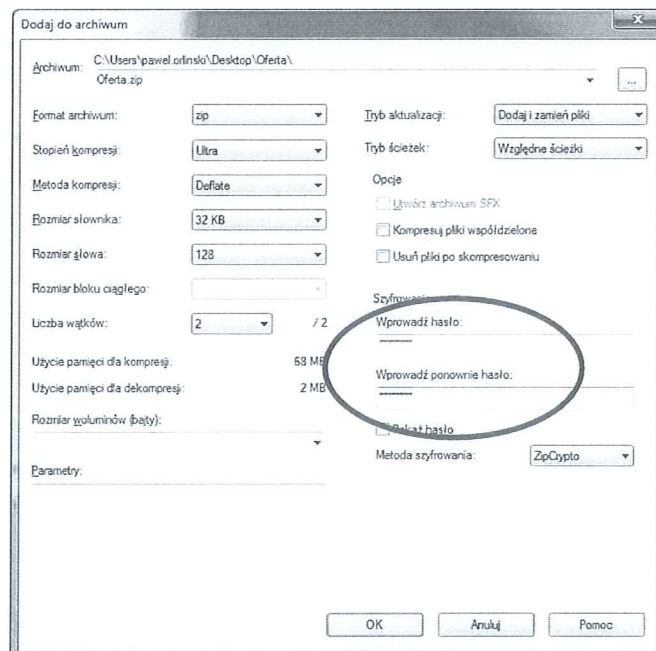 Dodaj do archiwum
x
Archiwum: C:\Users\pawel.orlinski\Desktop\Oferta\
Oferta.zip
...
Format archiwum: zip
Tryb aktualizacji: Dodaj i zamień pliki
Stopień kompresji: Ultra
Tryb ścieżek: Względne ścieżki
Metoda kompresji: Deflate
Opcje
Utwórz archiwum SFX
Rozmiar słownika: 32 KB
Kompresuj pliki współdzielone
Rozmiar słowa: 128
Usuń pliki po skompresowaniu
Rozmiar bloku ciągłego:
Szyfrowanie
Liczba wątków: 2 / 2
Wprowadź hasło:
Użycie pamięci dla kompresji: 68 MB
Wprowadź ponownie hasło:
Użycie pamięci dla dekompresji: 2 MB
Rozmiar woluminów (bajty):
Pokaż hasło
Metoda szyfrowania: ZipCrypto
Parametry:
OK
Anuluj
Pomoc